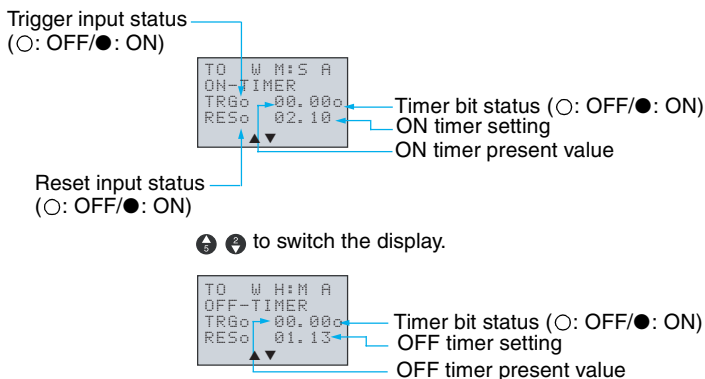 Trigger input status
(○: OFF/●: ON)
TO W M:S A
ON-TIMER
TRGo 00.00o
RESo 02.10
▲ ▼
Timer bit status (○: OFF/●: ON)
ON timer setting
ON timer present value
Reset input status
(○: OFF/●: ON)
5 2 to switch the display.
TO W H:M A
OFF-TIMER
TRGo 00.00o
RESo 01.13
▲ ▼
Timer bit status (○: OFF/●: ON)
OFF timer setting
OFF timer present value